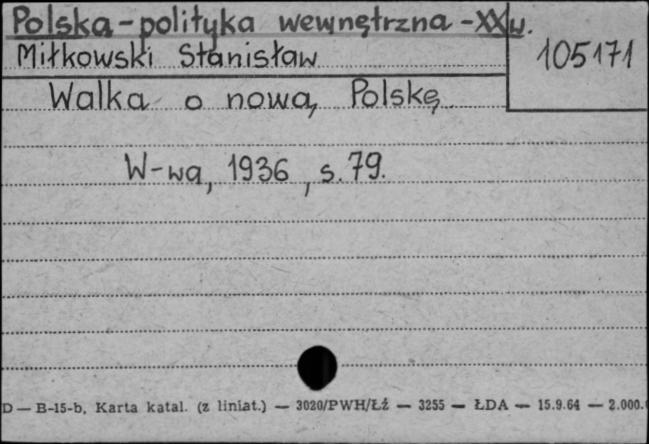 Polska - polityka wewnętrzna - XX w.
Miłkowski Stanisław
105171
Walka o nową Polskę
W-wa, 1936, s. 79.
D — B-15-b, Karta katal. (z liniat.) — 3020/PWH/Łź — 3255 — ŁDA — 15.9.64 — 2.000.